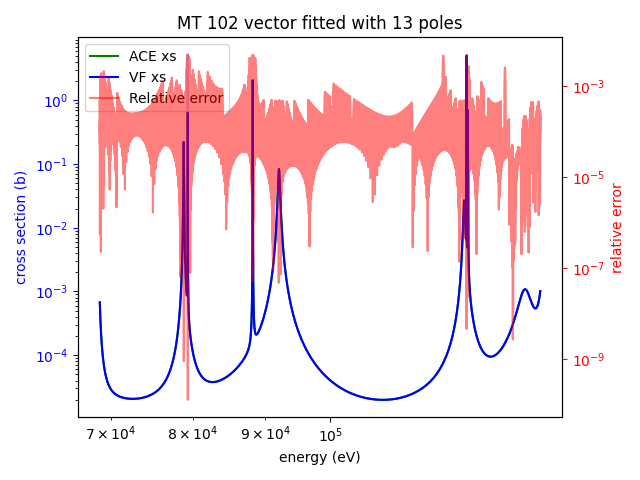 MT 102 vector fitted with 13 poles
ACE xs
VF xs
Relative error
cross section (b)
10⁰
10⁻¹
10⁻²
10⁻³
10⁻⁴
10⁻³
10⁻⁵
10⁻⁷
10⁻⁹
relative error
7 × 10⁴ 8 × 10⁴ 9 × 10⁴ 10⁵
energy (eV)